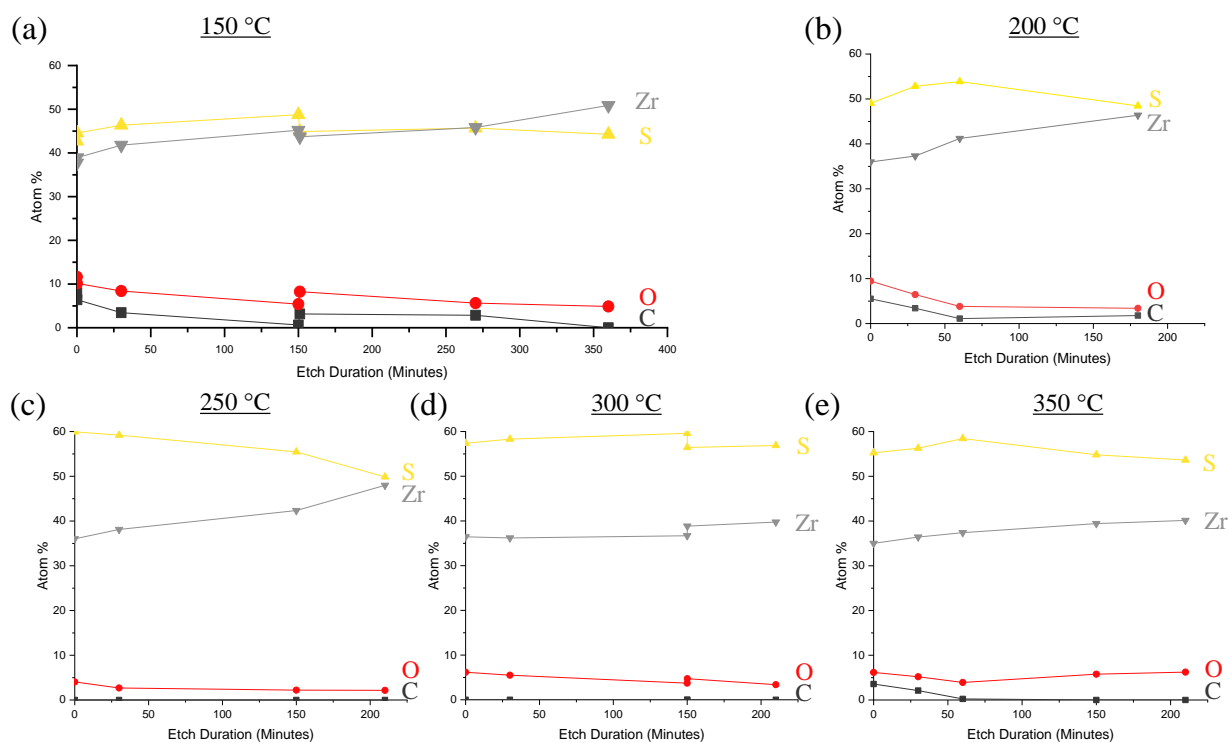 (a) 150 °C
60
50
40
30
20
10
0
Atom %
0 50 100 150 200 250 300 350 400
Etch Duration (Minutes)
Zr
S
O
C
(b) 200 °C
60
50
40
30
20
10
0
Atom %
0 50 100 150 200
Etch Duration (Minutes)
S
Zr
O
C
(c) 250 °C
60
50
40
30
20
10
0
Atom %
0 50 100 150 200
Etch Duration (Minutes)
S
Zr
O
C
(d) 300 °C
60
50
40
30
20
10
0
Atom %
0 50 100 150 200
Etch Duration (Minutes)
S
Zr
O
C
(e) 350 °C
60
50
40
30
20
10
0
Atom %
0 50 100 150 200
Etch Duration (Minutes)
S
Zr
O
C